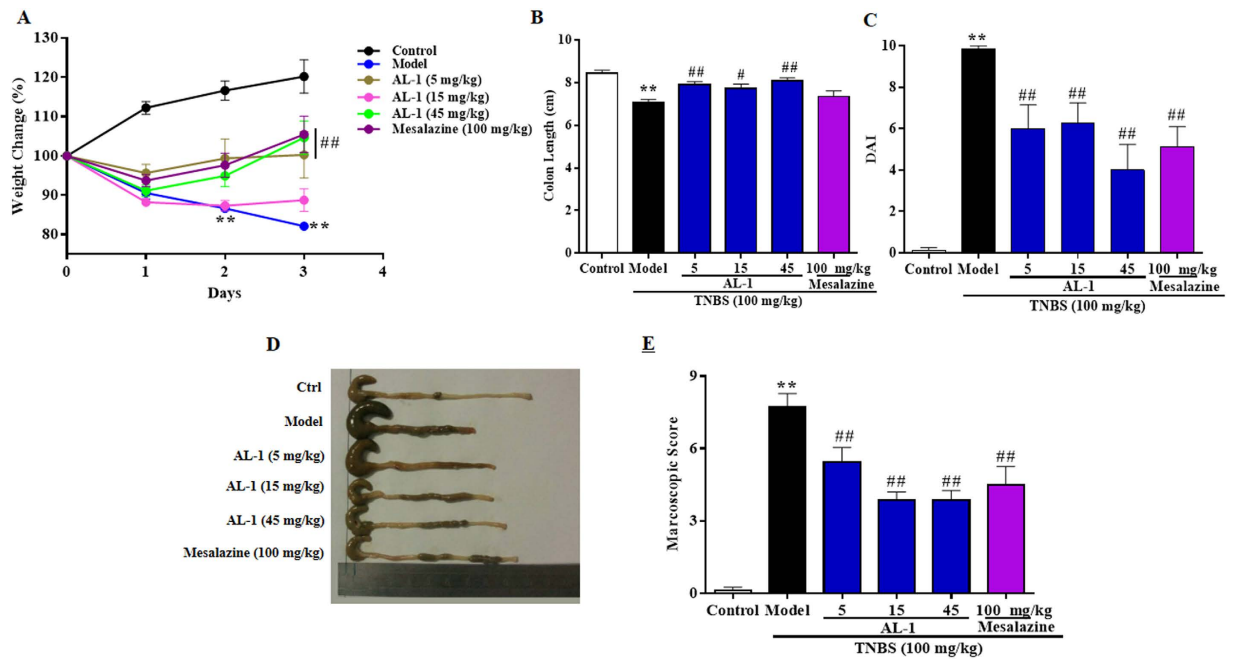 A
Weight Change (%)
130
120
110
100
90
80
0
1
2
3
4
Days
Control
Model
AL-1 (5 mg/kg)
AL-1 (15 mg/kg)
AL-1 (45 mg/kg)
Mesalazine (100 mg/kg)
##
**
**
B
Colon Length (cm)
10
8
6
4
2
0
**
##
#
##
Control
Model
5
15
45
100 mg/kg
AL-1
Mesalazine
TNBS (100 mg/kg)
C
DAI
10
8
6
4
2
0
**
##
##
##
##
Control
Model
5
15
45
100 mg/kg
AL-1
Mesalazine
TNBS (100 mg/kg)
D
Ctrl
Model
AL-1 (5 mg/kg)
AL-1 (15 mg/kg)
AL-1 (45 mg/kg)
Mesalazine (100 mg/kg)
E
Marcoscopic Score
9
6
3
0
**
##
##
##
##
Control
Model
5
15
45
100 mg/kg
AL-1
Mesalazine
TNBS (100 mg/kg)